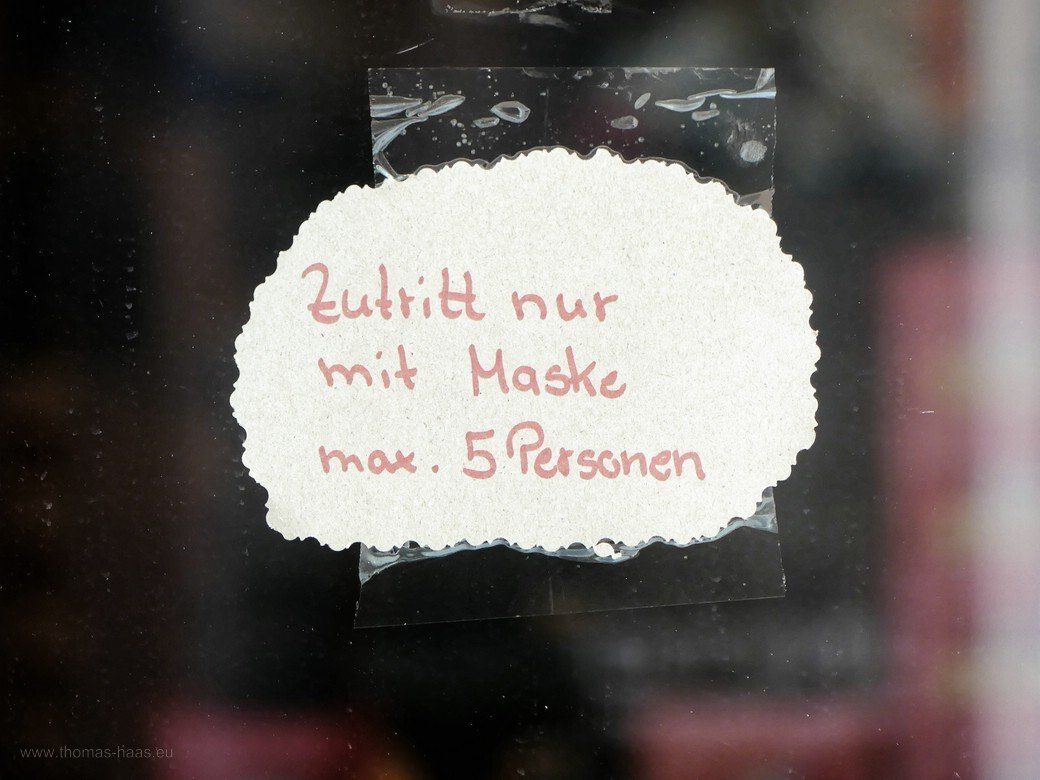 Zutritt nur
mit Maske
max. 5 Personen
www.thomas-haas.eu